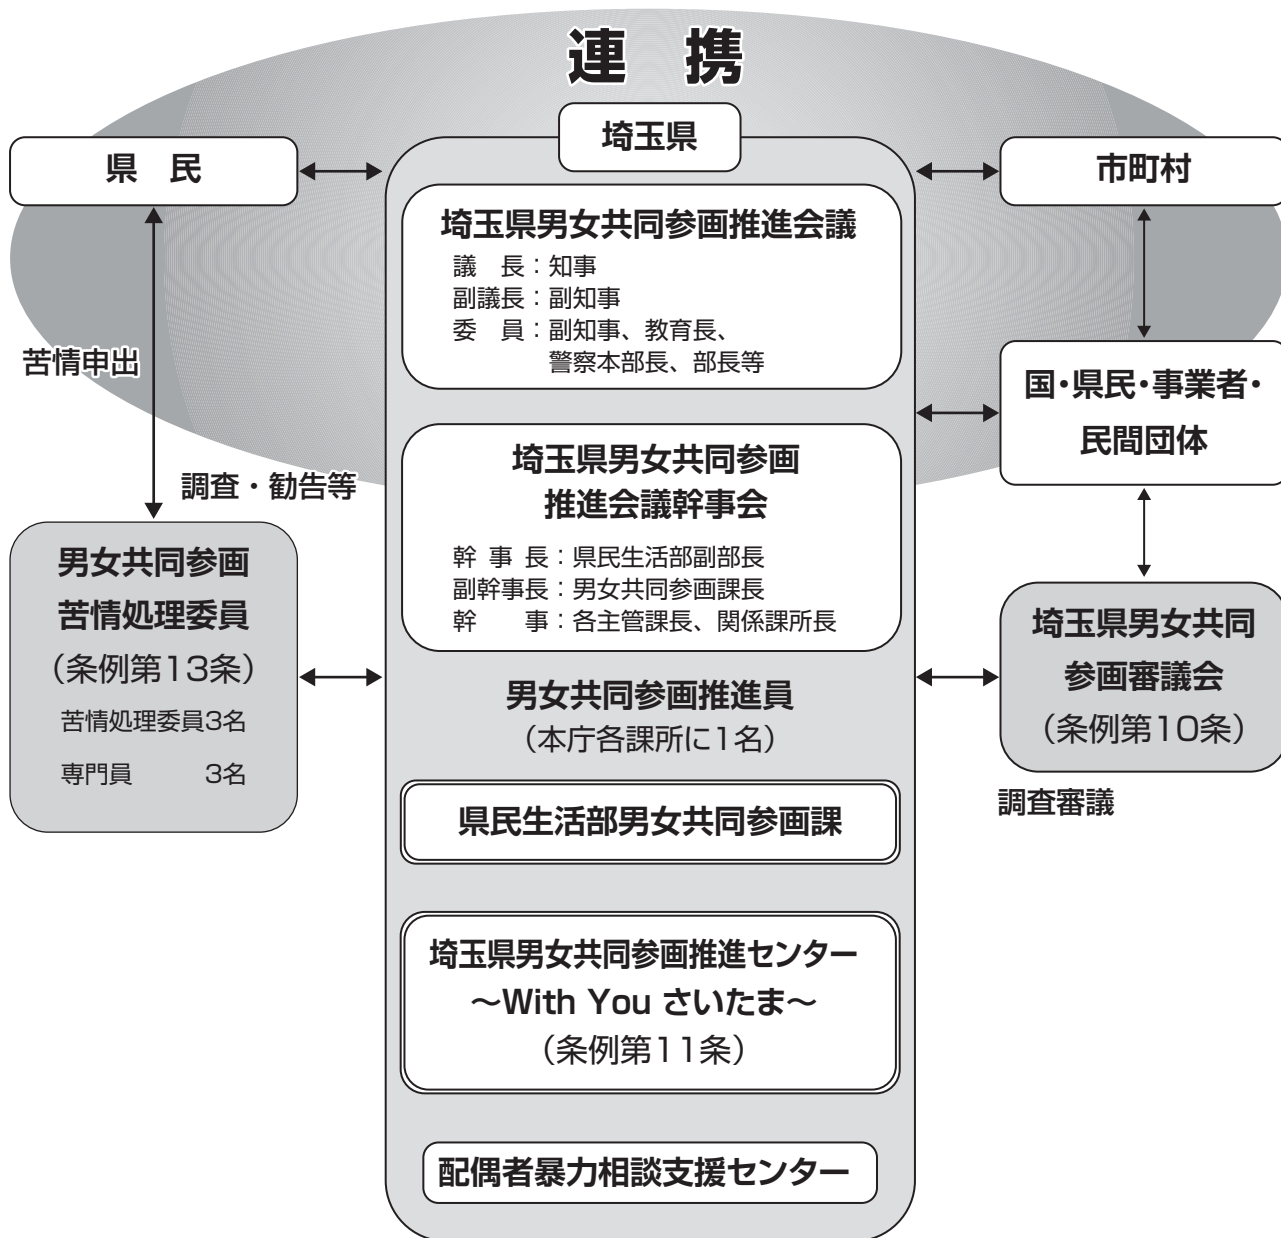 連 携
埼玉県
県 民
市町村
埼玉県男女共同参画推進会議
議 長：知事
副議長：副知事
委 員：副知事、教育長、
警察本部長、部長等
苦情申出
調査・勧告等
国・県民・事業者・
民間団体
埼玉県男女共同参画
推進会議幹事会
幹 事 長：県民生活部副部長
副幹事長：男女共同参画課長
幹 事：各主管課長、関係課所長
男女共同参画
苦情処理委員
（条例第13条）
苦情処理委員3名
専門員 3名
埼玉県男女共同
参画審議会
（条例第10条）
調査審議
男女共同参画推進員
（本庁各課所に1名）
県民生活部男女共同参画課
埼玉県男女共同参画推進センター
～With You さいたま～
（条例第11条）
配偶者暴力相談支援センター